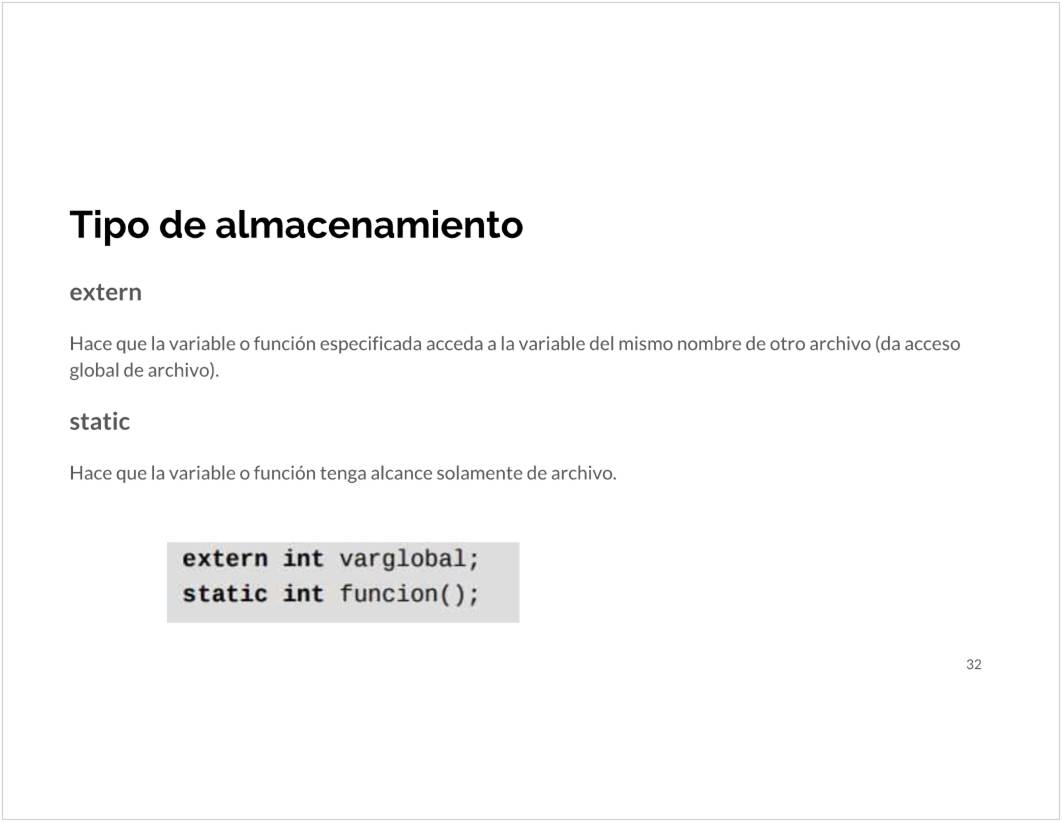 Tipo de almacenamiento
extern
Hace que la variable o función especificada acceda a la variable del mismo nombre de otro archivo (da acceso
global de archivo).
static
Hace que la variable o función tenga alcance solamente de archivo.
extern int varglobal;
static int funcion();
32